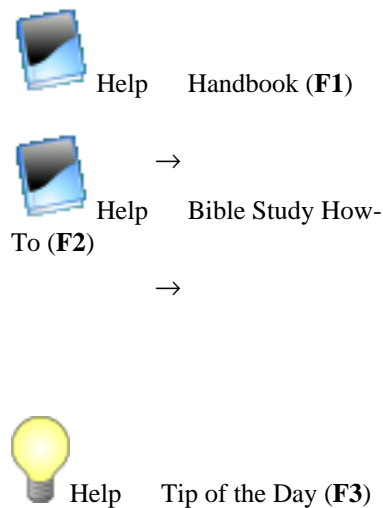 Help Handbook (F1)
→
Help Bible Study How-
To (F2)
→
Help Tip of the Day (F3)